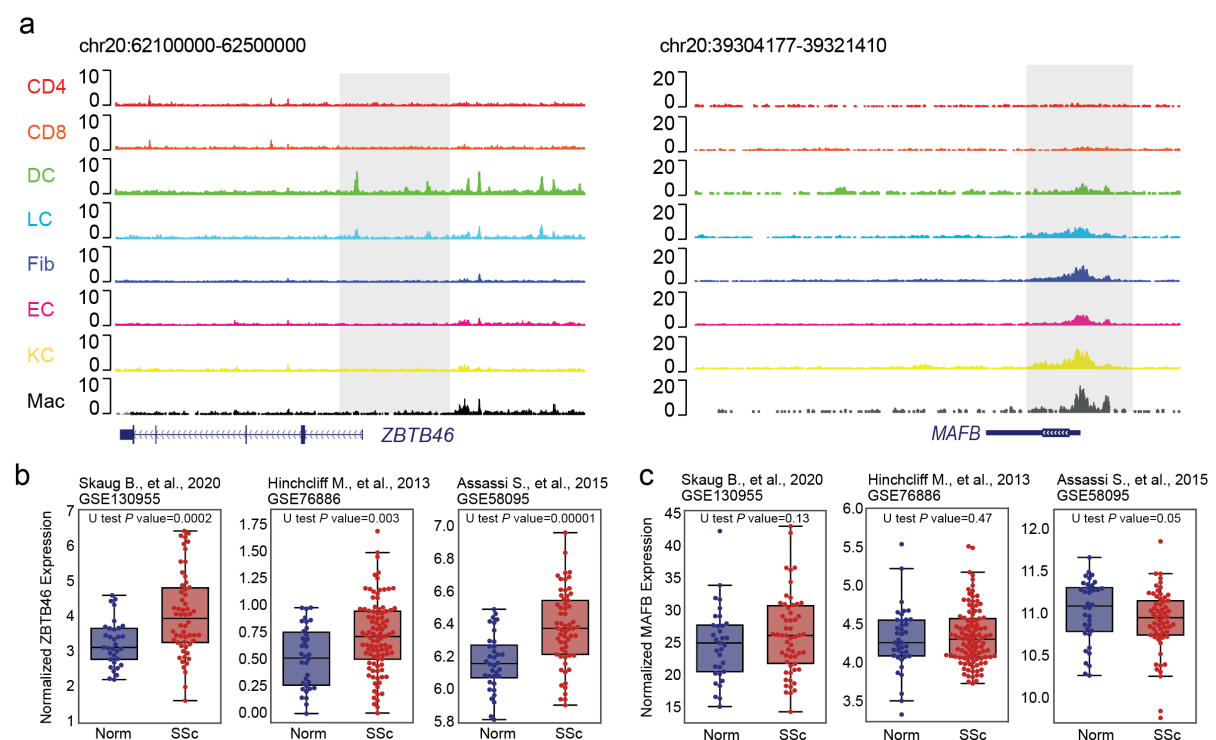 a
chr20:62100000-62500000
chr20:39304177-39321410
CD4 10 0 20 0
CD8 10 0 20 0
DC 10 0 20 0
LC 10 0 20 0
Fib 10 0 20 0
EC 10 0 20 0
KC 10 0 20 0
Mac 10 0 20 0
ZBTB46
MAFB
b
Skaug B., et al., 2020
GSE130955
Hinchcliff M., et al., 2013
GSE76886
Assassi S., et al., 2015
GSE58095
Normalized ZBTB46 Expression
U test P value=0.0002
7
6
5
4
3
2
1
Norm SSc
U test P value=0.003
1.75
1.50
1.25
1.00
0.75
0.50
0.25
0.00
Norm SSc
U test P value=0.00001
7.0
6.8
6.6
6.4
6.2
6.0
5.8
Norm SSc
c
Skaug B., et al., 2020
GSE130955
Hinchcliff M., et al., 2013
GSE76886
Assassi S., et al., 2015
GSE58095
Normalized MAFB Expression
U test P value=0.13
45
40
35
30
25
20
15
Norm SSc
U test P value=0.47
6.0
5.5
5.0
4.5
4.0
3.5
Norm SSc
U test P value=0.05
12.0
11.5
11.0
10.5
10.0
Norm SSc